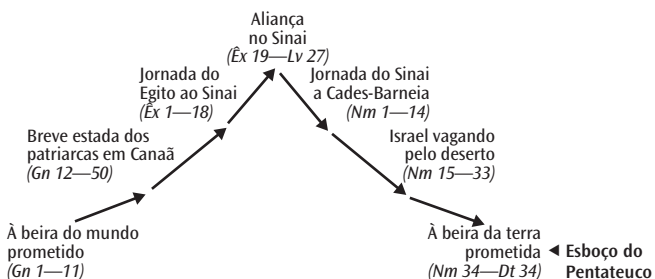 Aliança
no Sinai
(Êx 19—Lv 27)
Jornada do
Egito ao Sinai
(Êx 1—18)
Jornada do Sinai
a Cades-Barneia
(Nm 1—14)
Breve estada dos
patriarcas em Canaã
(Gn 12—50)
Israel vagando
pelo deserto
(Nm 15—33)
À beira do mundo
prometido
(Gn 1—11)
À beira da terra
prometida
(Nm 34—Dt 34)
Esboço do
Pentateuco